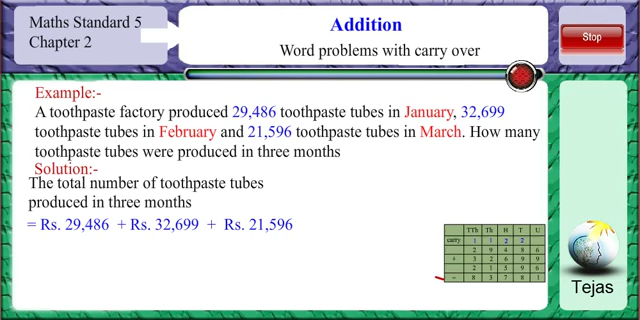 Maths Standard 5
Chapter 2
Addition
Word problems with carry over
Stop
Example:-
A toothpaste factory produced 29,486 toothpaste tubes in January, 32,699
toothpaste tubes in February and 21,596 toothpaste tubes in March. How many
toothpaste tubes were produced in three months
Solution:-
The total number of toothpaste tubes
produced in three months
= Rs. 29,486 + Rs. 32,699 + Rs. 21,596
TTh Th H T U
carry 1 1 2 2
2 9 4 8 6
+ 3 2 6 9 9
2 1 5 9 6
= 8 3 7 8 1
Tejas